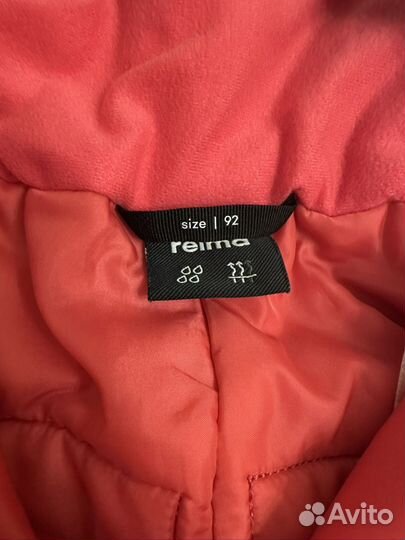 size | 92
reima
Avito